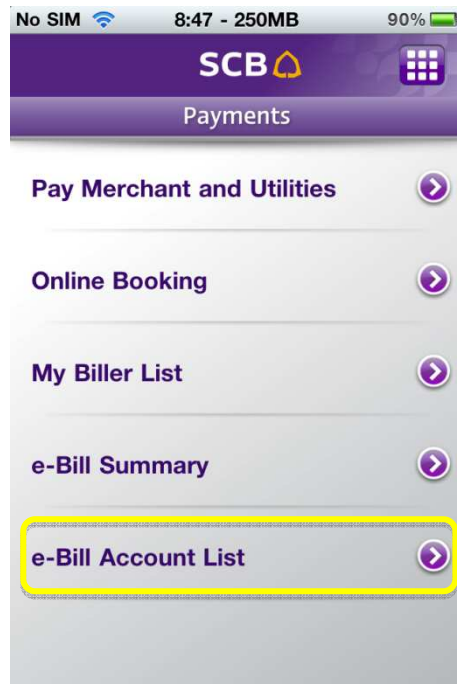 No SIM 8:47 - 250MB 90%
SCB
Payments
Pay Merchant and Utilities
Online Booking
My Biller List
e-Bill Summary
e-Bill Account List